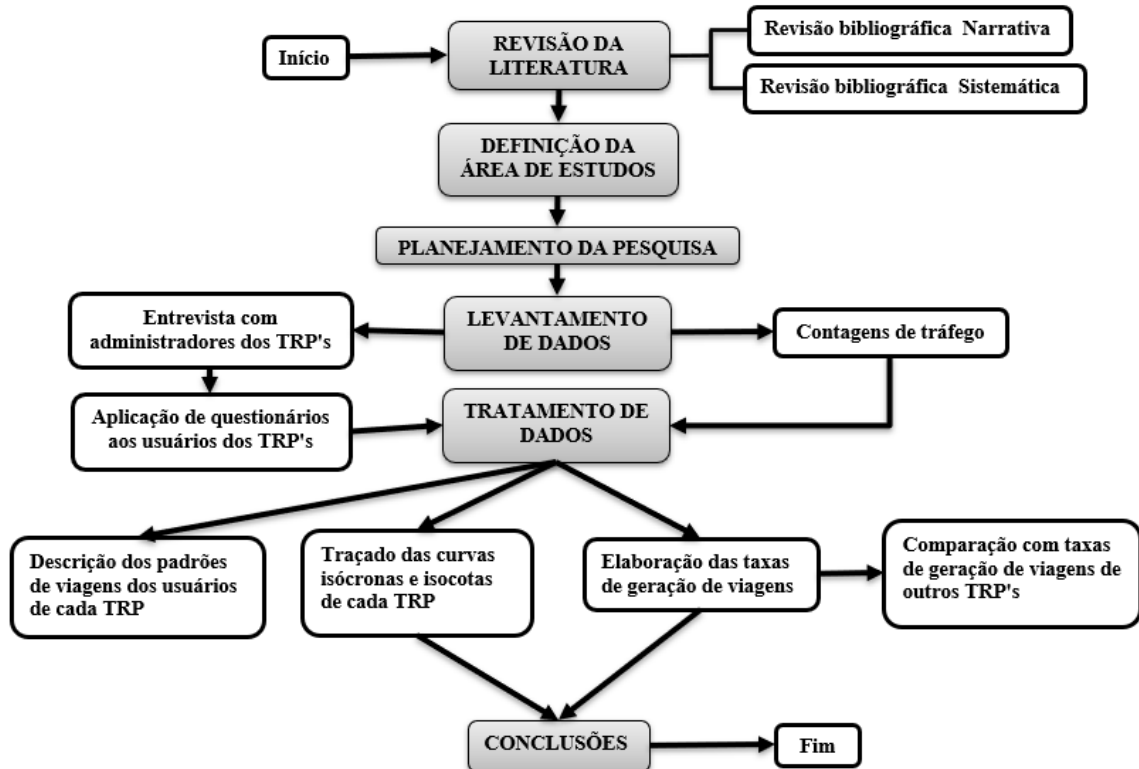 Início
REVISÃO DA
LITERATURA
Revisão bibliográfica Narrativa
Revisão bibliográfica Sistemática
DEFINIÇÃO DA
ÁREA DE ESTUDOS
PLANEJAMENTO DA PESQUISA
LEVANTAMENTO
DE DADOS
Entrevista com
administradores dos TRP's
Contagens de tráfego
Aplicação de questionários
aos usuários dos TRP's
TRATAMENTO DE
DADOS
Descrição dos padrões
de viagens dos usuários
de cada TRP
Traçado das curvas
isócronas e isocotas
de cada TRP
Elaboração das taxas
de geração de viagens
Comparação com taxas
de geração de viagens de
outros TRP's
CONCLUSÕES
Fim